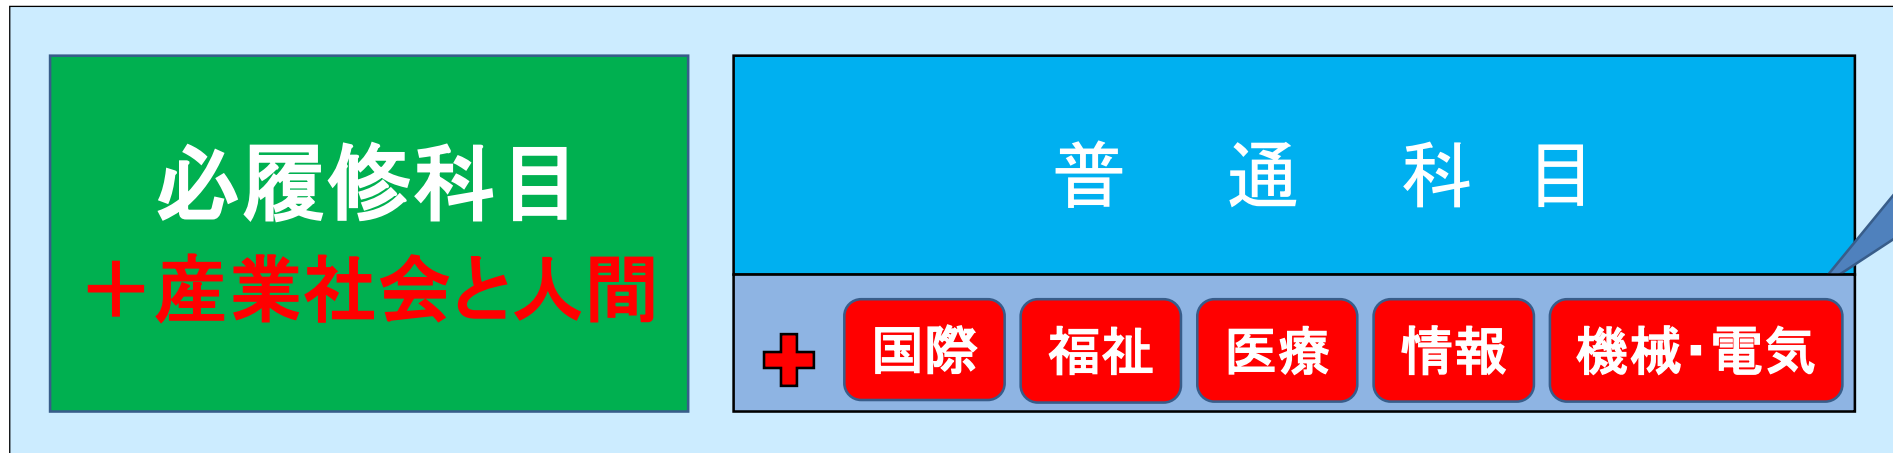 必履修科目
＋産業社会と人間
普通科目
国際 福祉 医療 情報 機械・電気